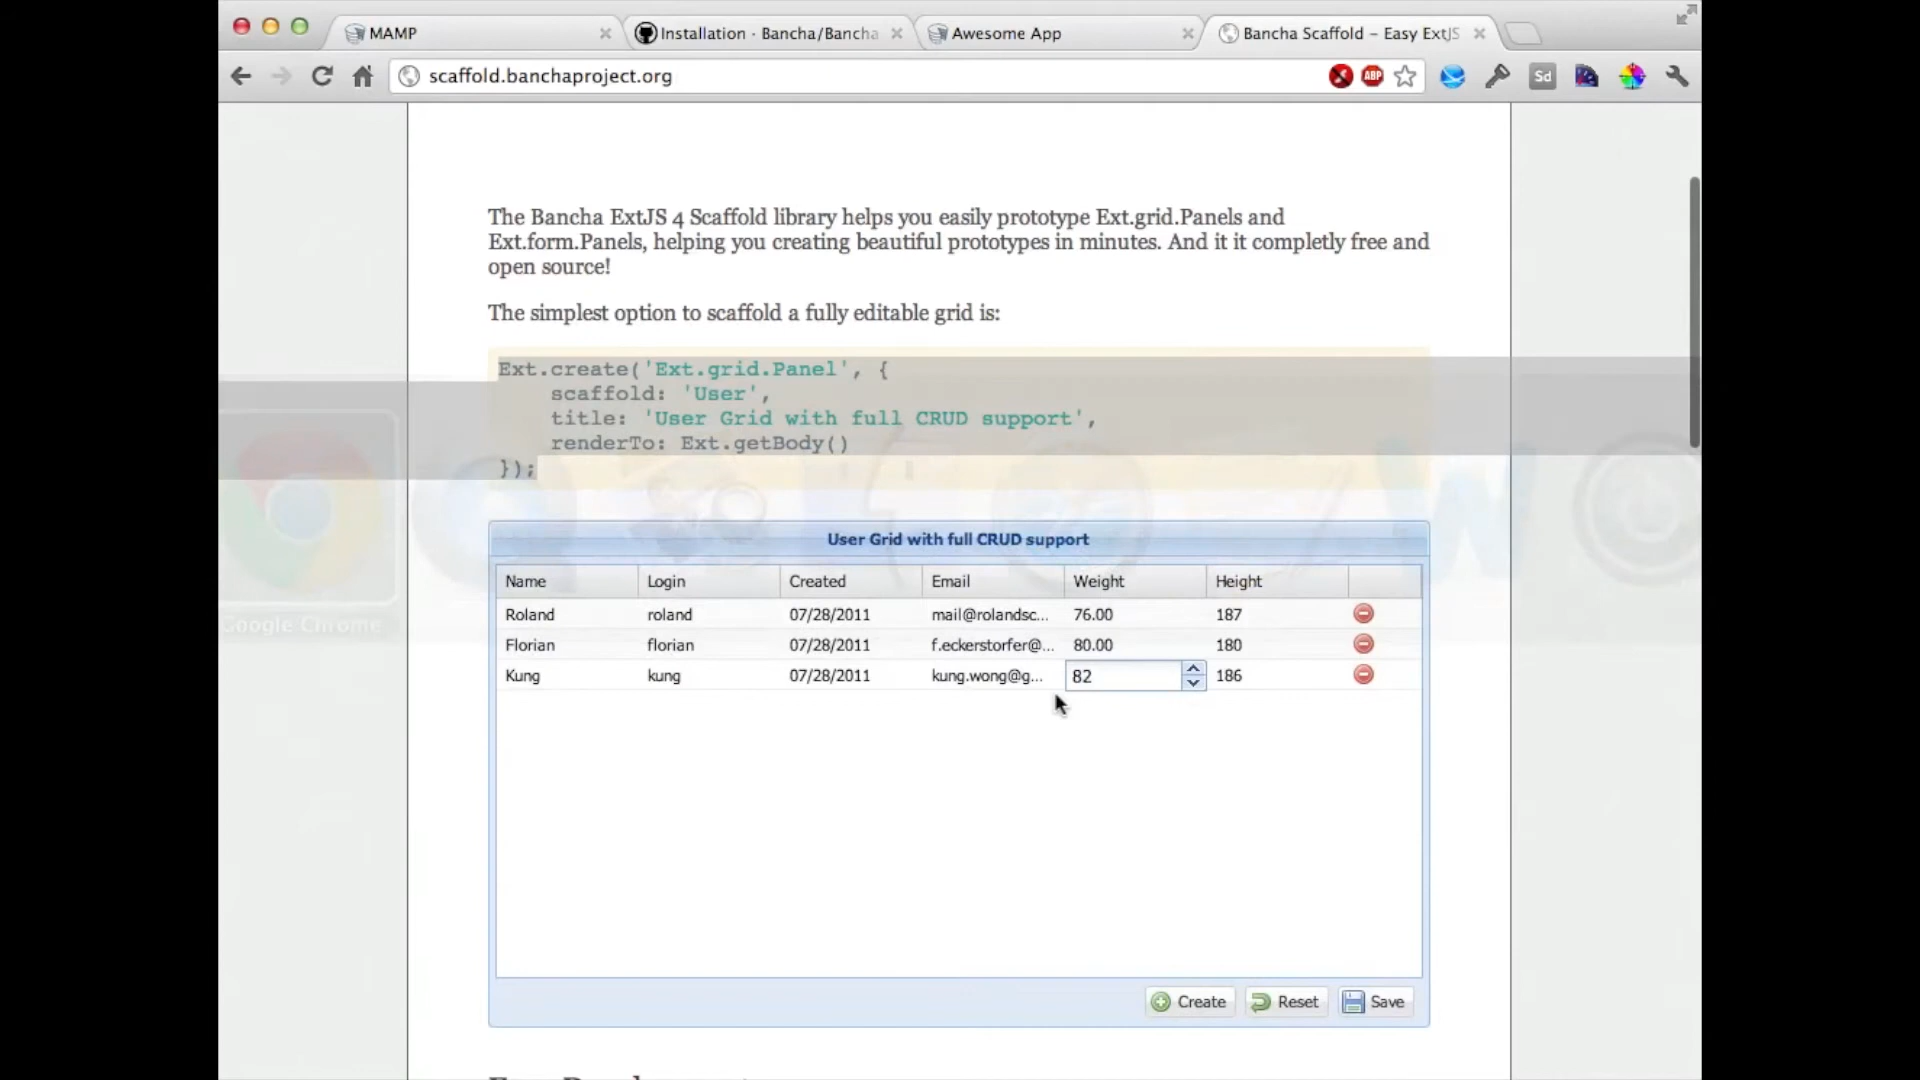 MAMP
Installation · Bancha/Bancha
Awesome App
Bancha Scaffold – Easy ExtJS
scaffold.banchaproject.org
ABP
Sd
The Bancha ExtJS 4 Scaffold library helps you easily prototype Ext.grid.Panels and
Ext.form.Panels, helping you creating beautiful prototypes in minutes. And it it completly free and
open source!
The simplest option to scaffold a fully editable grid is:
Ext.create('Ext.grid.Panel', {
scaffold: 'User',
title: 'User Grid with full CRUD support',
renderTo: Ext.getBody()
});
Google Chrome
User Grid with full CRUD support
Name Login Created Email Weight Height
Roland roland 07/28/2011 mail@rolandsc... 76.00 187
Florian florian 07/28/2011 f.eckerstorfer@... 80.00 180
Kung kung 07/28/2011 kung.wong@g... 82 186
Create Reset Save